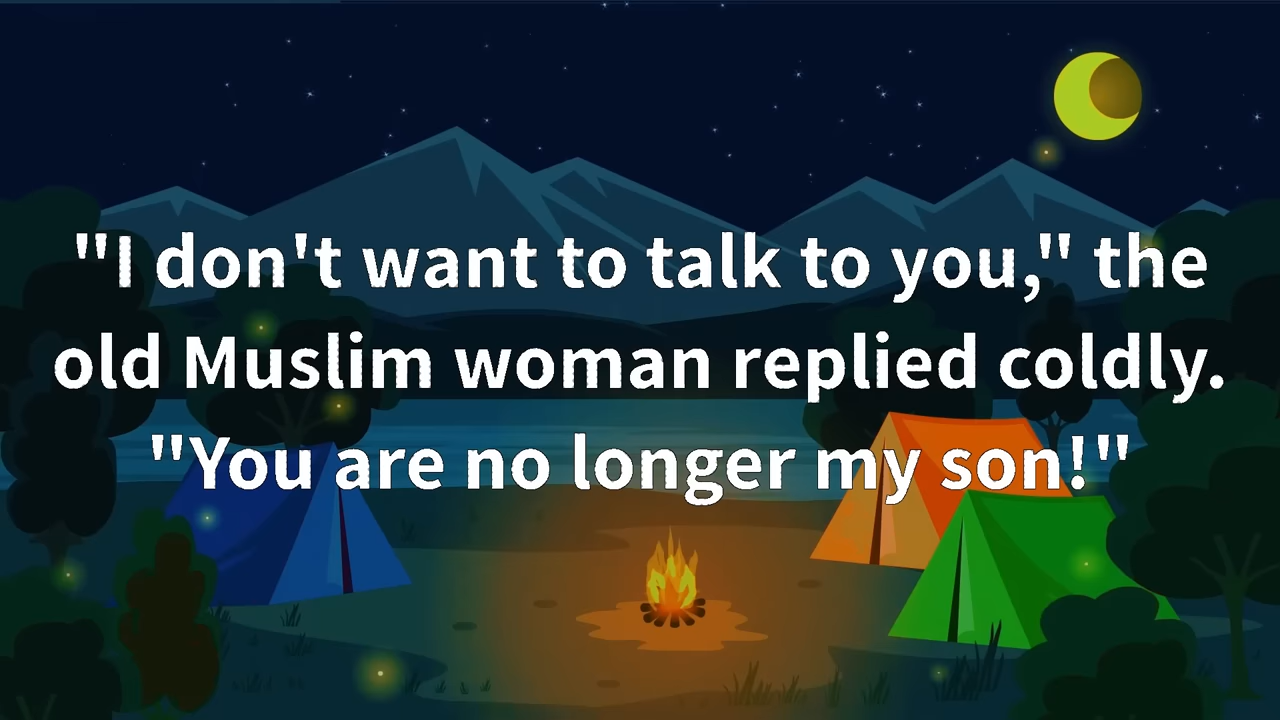 "I don't want to talk to you," the
old Muslim woman replied coldly.
"You are no longer my son!"